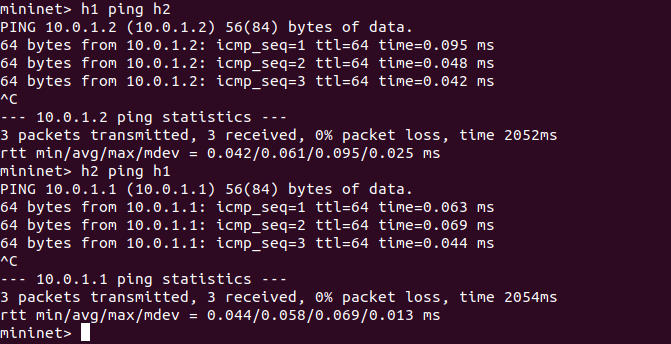 mininet> h1 ping h2
PING 10.0.1.2 (10.0.1.2) 56(84) bytes of data.
64 bytes from 10.0.1.2: icmp_seq=1 ttl=64 time=0.095 ms
64 bytes from 10.0.1.2: icmp_seq=2 ttl=64 time=0.048 ms
64 bytes from 10.0.1.2: icmp_seq=3 ttl=64 time=0.042 ms
^C
--- 10.0.1.2 ping statistics ---
3 packets transmitted, 3 received, 0% packet loss, time 2052ms
rtt min/avg/max/mdev = 0.042/0.061/0.095/0.025 ms
mininet> h2 ping h1
PING 10.0.1.1 (10.0.1.1) 56(84) bytes of data.
64 bytes from 10.0.1.1: icmp_seq=1 ttl=64 time=0.063 ms
64 bytes from 10.0.1.1: icmp_seq=2 ttl=64 time=0.069 ms
64 bytes from 10.0.1.1: icmp_seq=3 ttl=64 time=0.044 ms
^C
--- 10.0.1.1 ping statistics ---
3 packets transmitted, 3 received, 0% packet loss, time 2054ms
rtt min/avg/max/mdev = 0.044/0.058/0.069/0.013 ms
mininet>